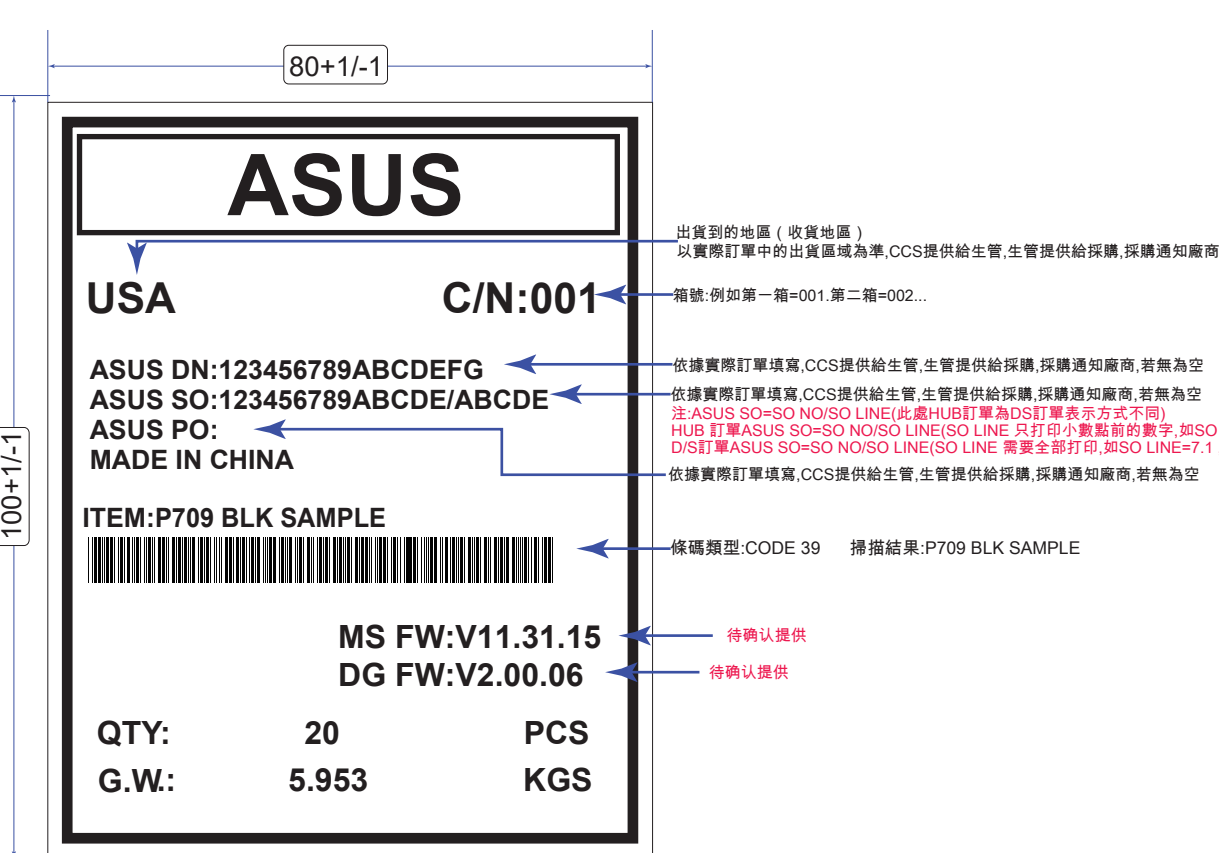 80+1/-1
100+1/-1
ASUS
出貨到的地區(收貨地區)
以實際訂單中的出貨區域為準,CCS提供給生管,生管提供給採購,採購通知廠商
USA
C/N:001
箱號:例如第一箱=001.第二箱=002...
ASUS DN:123456789ABCDEFG
依據實際訂單填寫,CCS提供給生管,生管提供給採購,採購通知廠商,若無為空
ASUS SO:123456789ABCDE/ABCDE
依據實際訂單填寫,CCS提供給生管,生管提供給採購,採購通知廠商,若無為空
注:ASUS SO=SO NO/SO LINE(此處HUB訂單為DS訂單表示方式不同)
HUB 訂單ASUS SO=SO NO/SO LINE(SO LINE 只打印小數點前的數字,如SO
D/S訂單ASUS SO=SO NO/SO LINE(SO LINE 需要全部打印,如SO LINE=7.1
ASUS PO:
依據實際訂單填寫,CCS提供給生管,生管提供給採購,採購通知廠商,若無為空
MADE IN CHINA
ITEM:P709 BLK SAMPLE
條碼類型:CODE 39 掃描結果:P709 BLK SAMPLE
MS FW:V11.31.15
待确认提供
DG FW:V2.00.06
待确认提供
QTY: 20 PCS
G.W.: 5.953 KGS